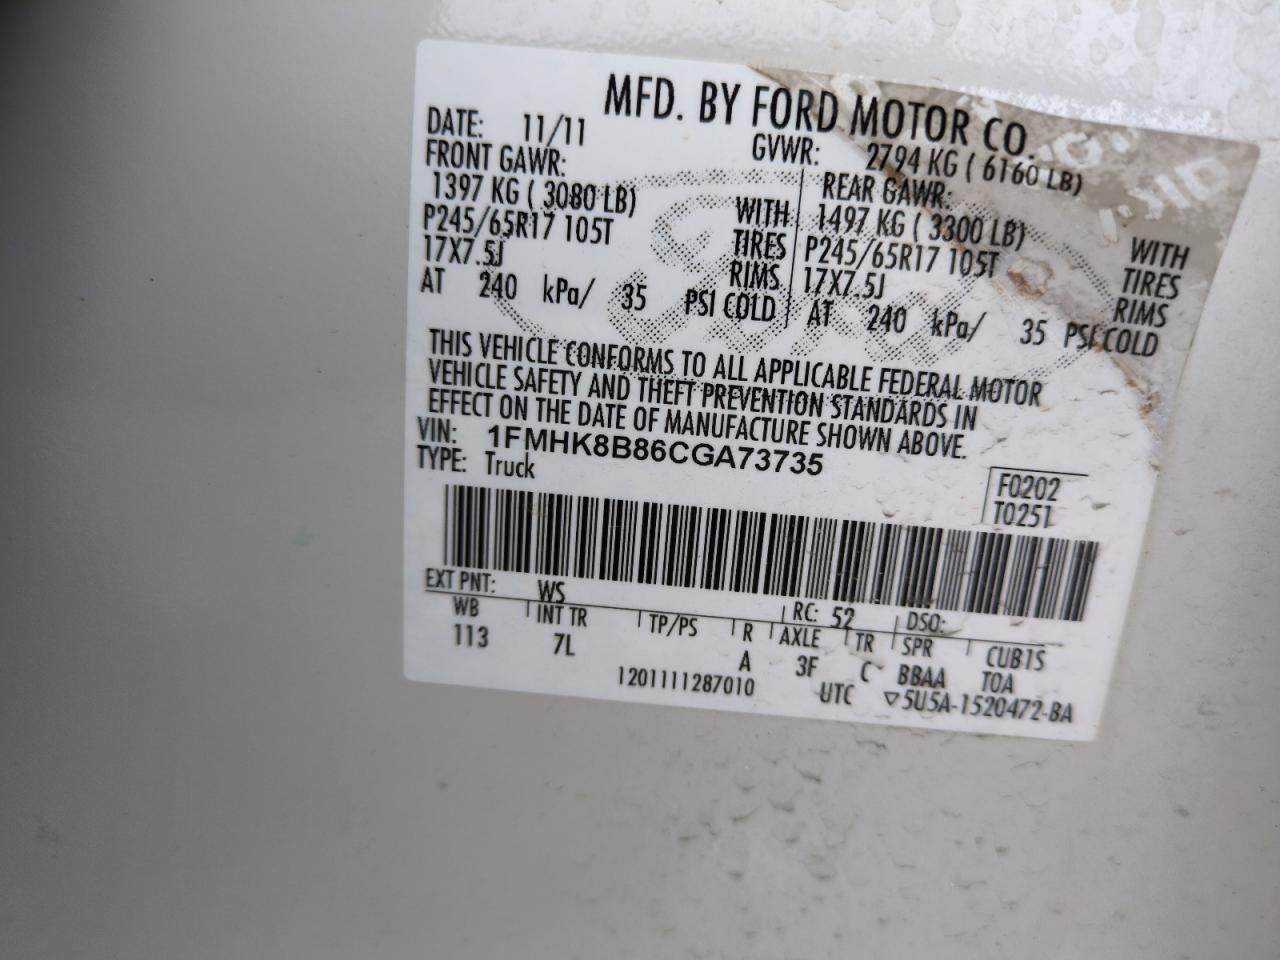 MFD. BY FORD MOTOR CO.
DATE: 11/11 GVWR: 2794 KG ( 6160 LB)
FRONT GAWR: REAR GAWR:
1397 KG ( 3080 LB) WITH 1497 KG ( 3300 LB) WITH
P245/65R17 105T TIRES P245/65R17 105T TIRES
17X7.5J RIMS 17X7.5J RIMS
AT 240 kPa/ 35 PSI COLD AT 240 kPa/ 35 PSI COLD
THIS VEHICLE CONFORMS TO ALL APPLICABLE FEDERAL MOTOR
VEHICLE SAFETY AND THEFT PREVENTION STANDARDS IN
EFFECT ON THE DATE OF MANUFACTURE SHOWN ABOVE.
VIN: 1FMHK8B86CGA73735
TYPE: Truck
F0202
T0251
EXT PNT: WS RC: 52 DSO:
WB INT TR TP/PS R AXLE TR SPR CUB1S
113 7L A 3F C BBAA TOA
1201111287010 UTC ▽5U5A-1520472-BA